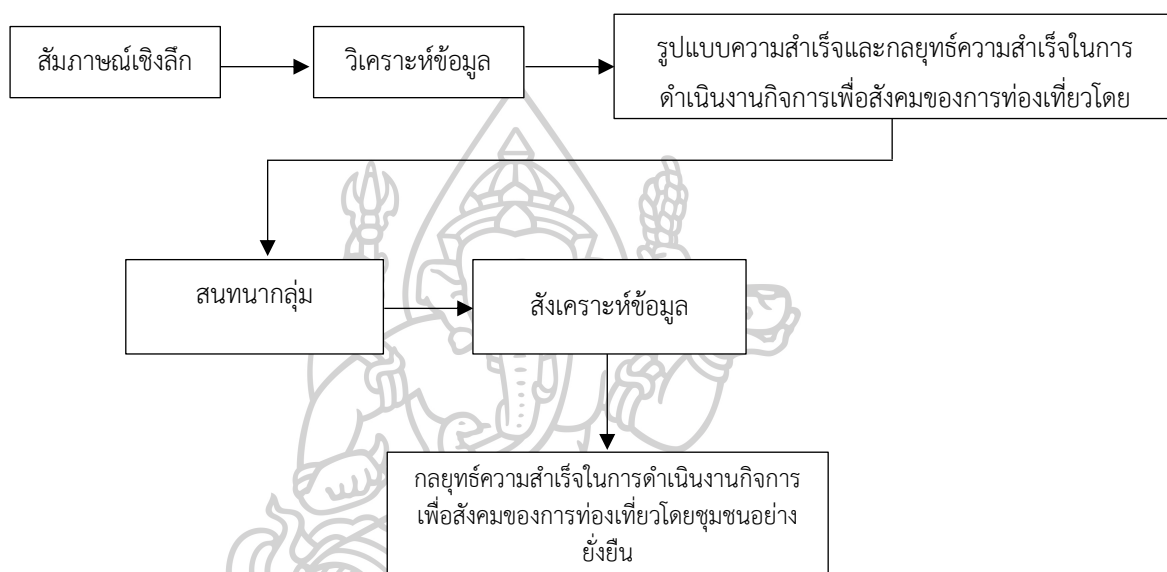 สัมภาษณ์เชิงลึก
วิเคราะห์ข้อมูล
รูปแบบความสำเร็จและกลยุทธ์ความสำเร็จในการ
ดำเนินงานกิจการเพื่อสังคมของการท่องเที่ยวโดย
สนทนากลุ่ม
สังเคราะห์ข้อมูล
กลยุทธ์ความสำเร็จในการดำเนินงานกิจการ
เพื่อสังคมของการท่องเที่ยวโดยชุมชนอย่าง
ยั่งยืน